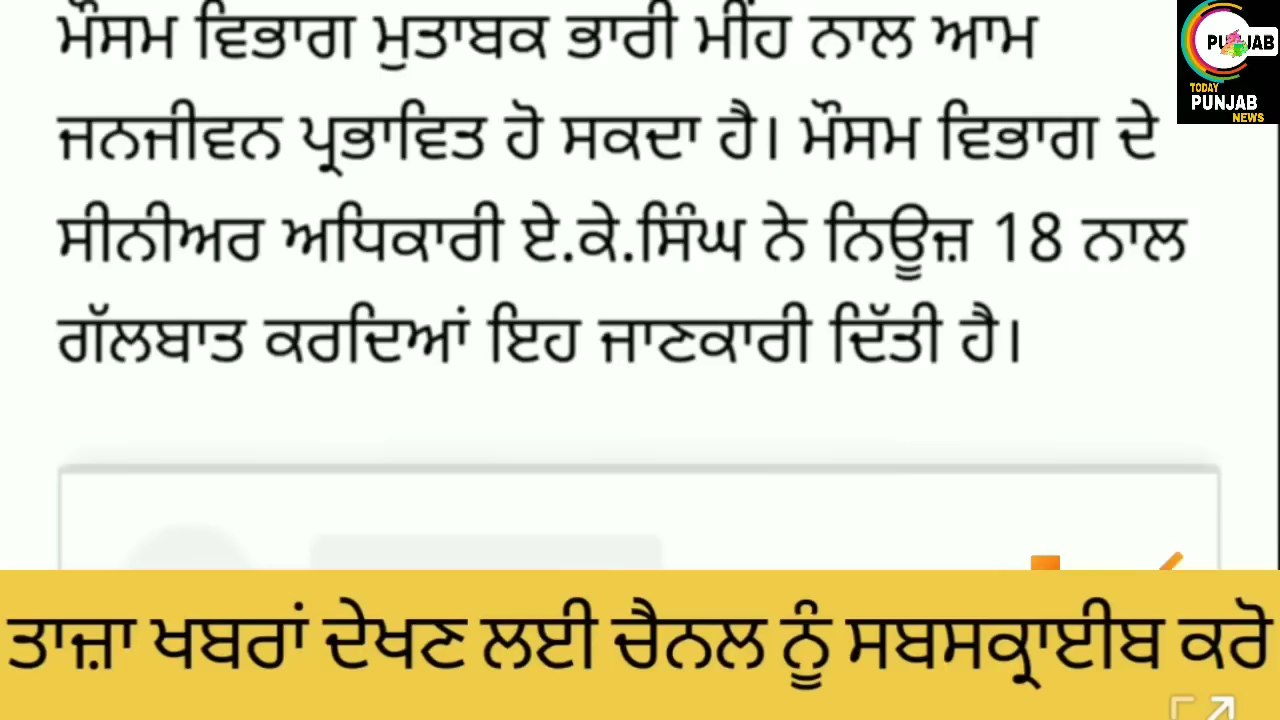 ਮੌਸਮ ਵਿਭਾਗ ਮੁਤਾਬਕ ਭਾਰੀ ਮੀਂਹ ਨਾਲ ਆਮ
ਜਨਜੀਵਨ ਪ੍ਰਭਾਵਿਤ ਹੋ ਸਕਦਾ ਹੈ। ਮੌਸਮ ਵਿਭਾਗ ਦੇ
ਸੀਨੀਅਰ ਅਧਿਕਾਰੀ ਏ.ਕੇ.ਸਿੰਘ ਨੇ ਨਿਊਜ਼ 18 ਨਾਲ
ਗੱਲਬਾਤ ਕਰਦਿਆਂ ਇਹ ਜਾਣਕਾਰੀ ਦਿੱਤੀ ਹੈ।
PUNJAB
TODAY
PUNJAB
NEWS
ਤਾਜ਼ਾ ਖਬਰਾਂ ਦੇਖਣ ਲਈ ਚੈਨਲ ਨੂੰ ਸਬਸਕ੍ਰਾਈਬ ਕਰੋ